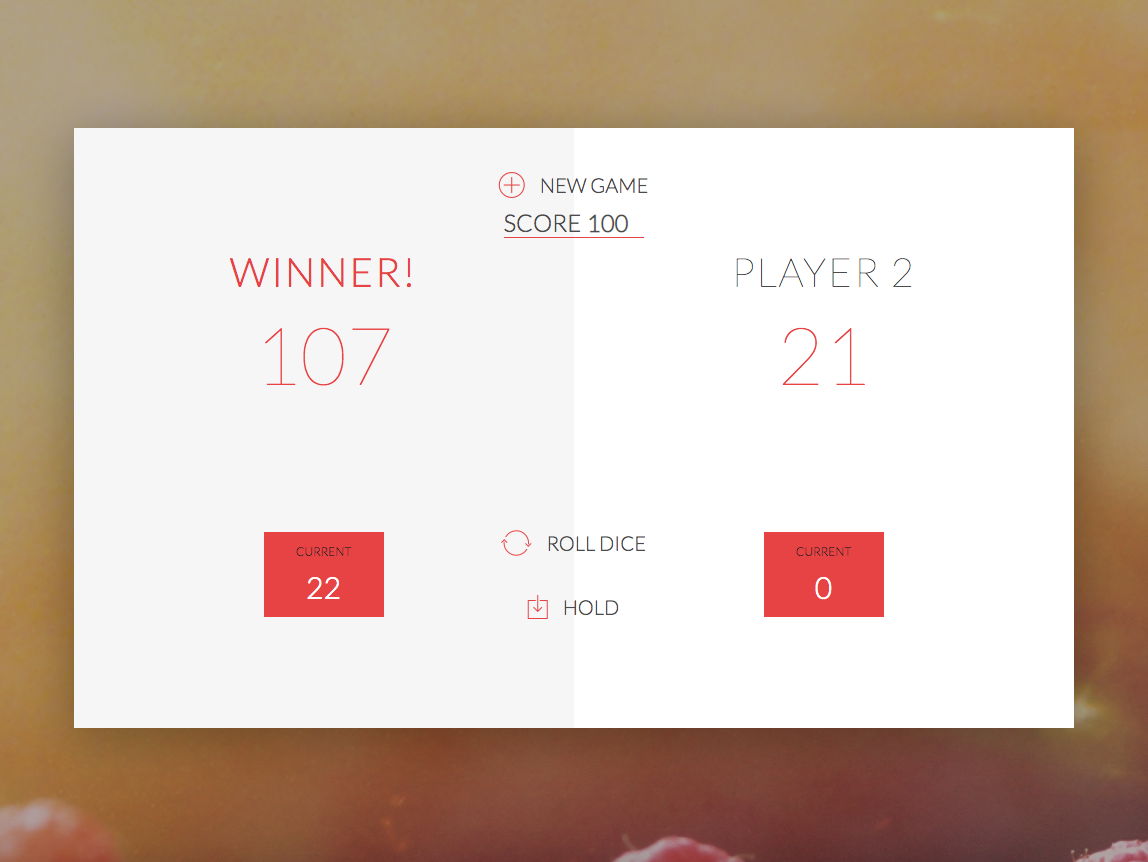 NEW GAME
SCORE 100
WINNER!
107
PLAYER 2
21
CURRENT
22
CURRENT
0
ROLL DICE
HOLD